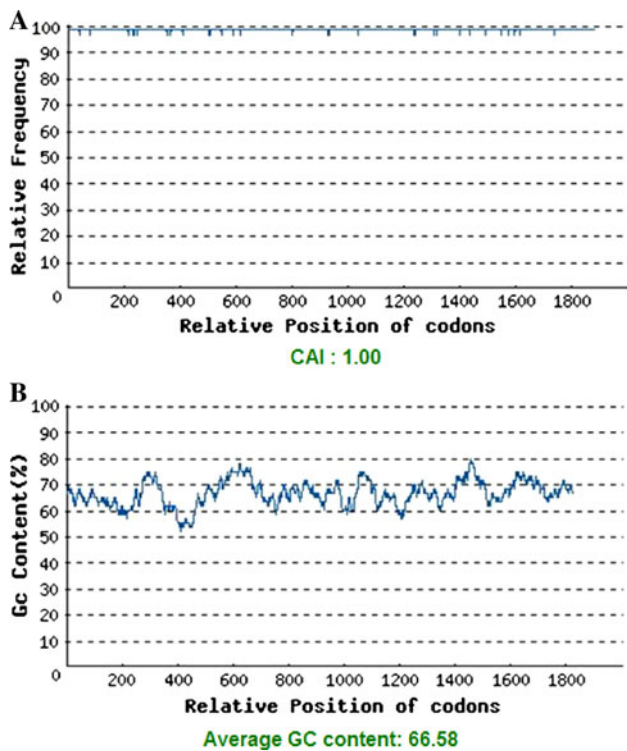 A
Relative Frequency
100
90
80
70
60
50
40
30
20
10
0
200 400 600 800 1000 1200 1400 1600 1800
Relative Position of codons
CAI : 1.00
B
Gc Content(%)
100
90
80
70
60
50
40
30
20
10
0
200 400 600 800 1000 1200 1400 1600 1800
Relative Position of codons
Average GC content: 66.58